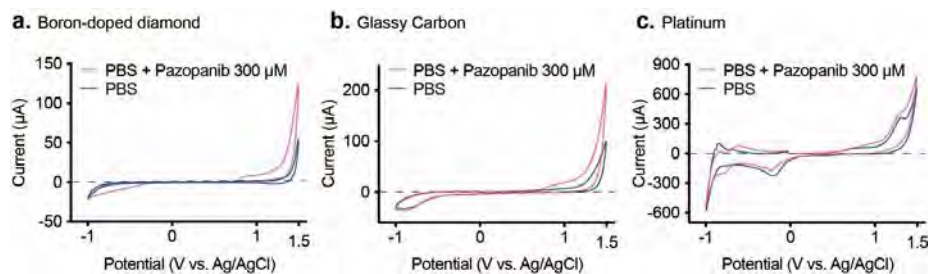 a. Boron-doped diamond
150
100
50
0
-50
Current (µA)
PBS + Pazopanib 300 µM
PBS
-1
0
1
1.5
Potential (V vs. Ag/AgCl)
b. Glassy Carbon
200
100
0
Current (µA)
PBS + Pazopanib 300 µM
PBS
-1
0
1
1.5
Potential (V vs. Ag/AgCl)
c. Platinum
900
600
300
0
-300
-600
Current (µA)
PBS + Pazopanib 300 µM
PBS
-1
0
1
1.5
Potential (V vs. Ag/AgCl)